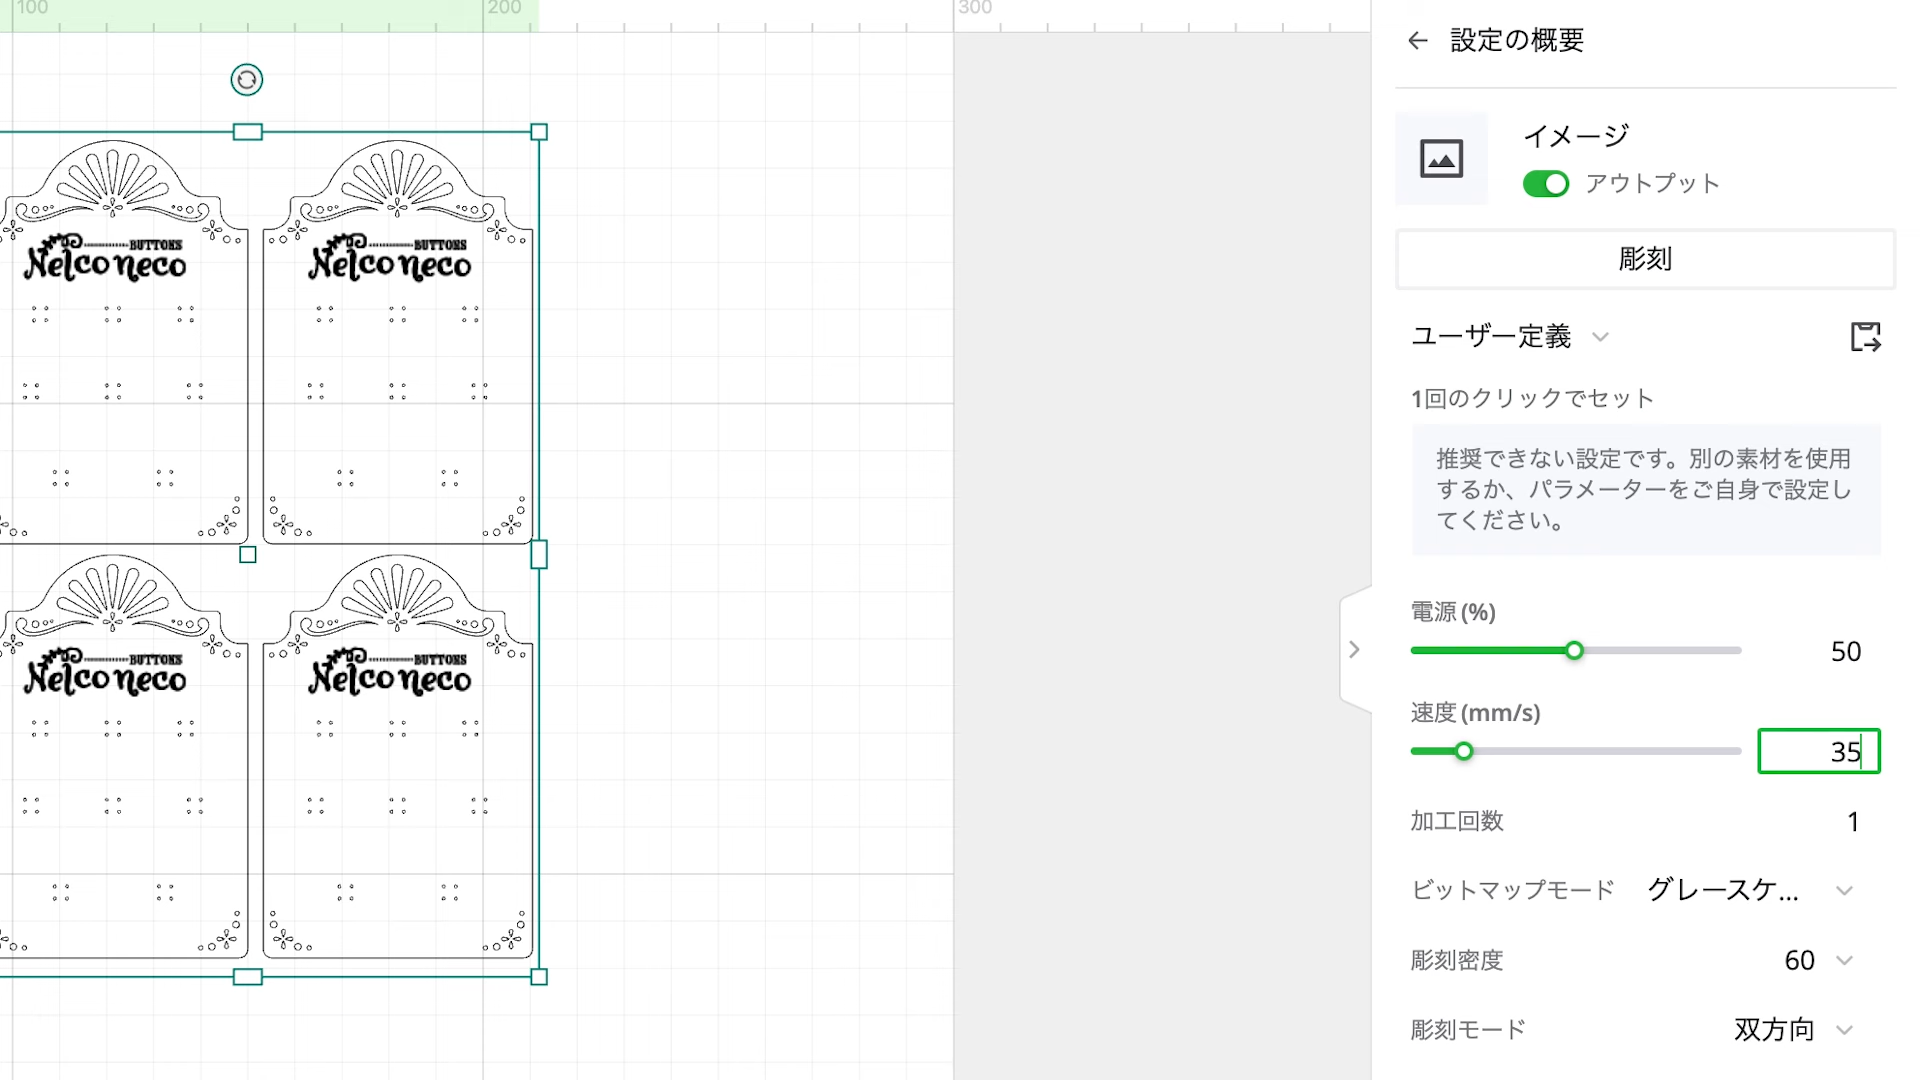 100
200
300
設定の概要
イメージ
アウトプット
彫刻
ユーザー定義
1回のクリックでセット
推奨できない設定です。別の素材を使用
するか、パラメーターをご自身で設定し
てください。
電源(%)
50
速度(mm/s)
35
加工回数
1
ビットマップモード
グレースケ...
彫刻密度
60
彫刻モード
双方向
BUTTONS
Nelco neco
BUTTONS
Nelco neco
BUTTONS
Nelco neco
BUTTONS
Nelco neco